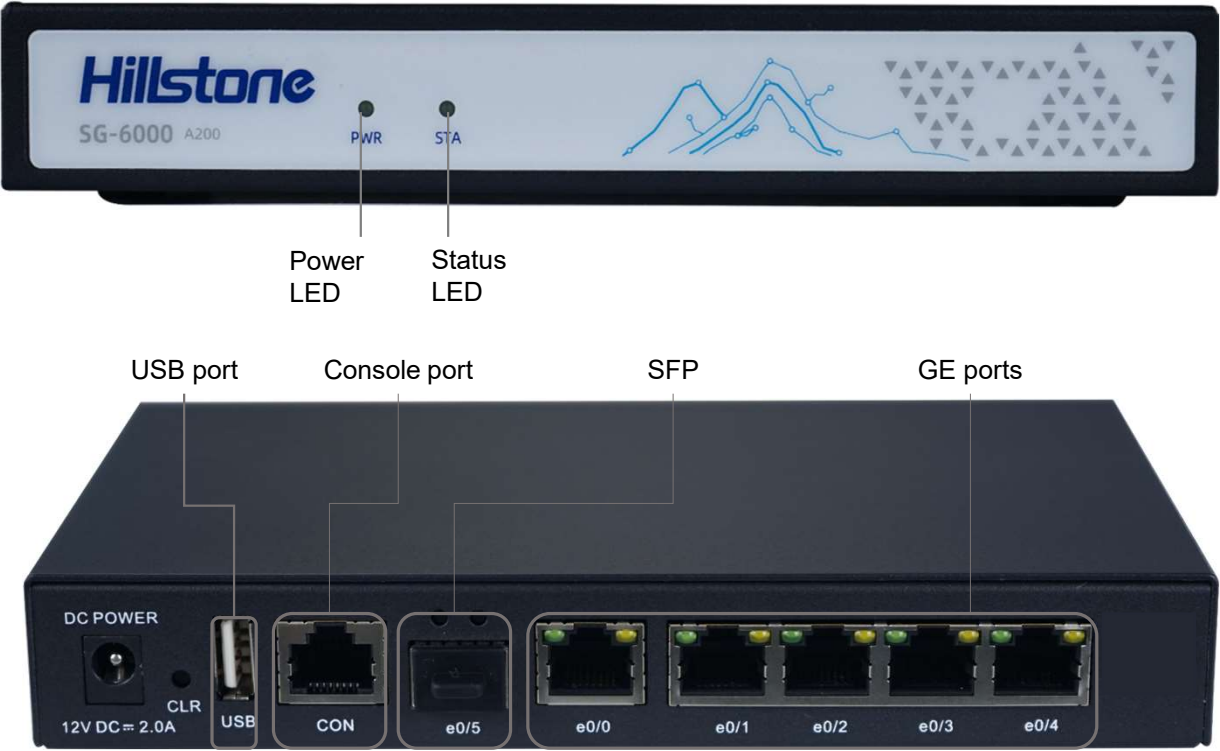 Hillstone
SG-6000 A200
PWR
STA
Power
LED
Status
LED
USB port
Console port
SFP
GE ports
DC POWER
CLR
12V DC⎓ 2.0A
USB
CON
e0/5
e0/0
e0/1
e0/2
e0/3
e0/4